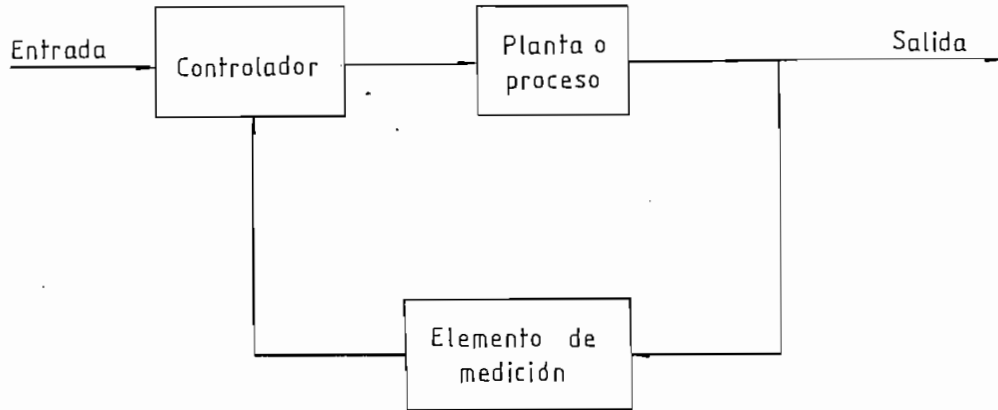 Entrada
Controlador
Planta o
proceso
Salida
Elemento de
medición